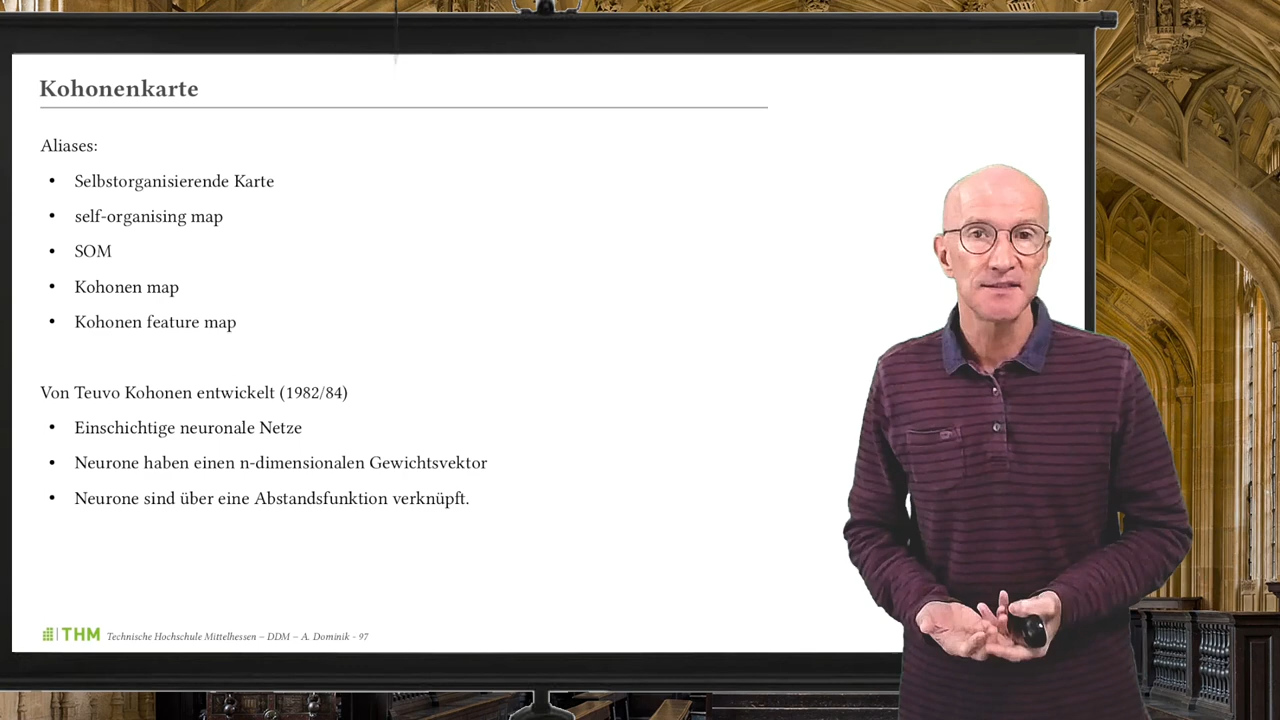 Kohonenkarte
Aliases:
• Selbstorganisierende Karte
• self-organising map
• SOM
• Kohonen map
• Kohonen feature map
Von Teuvo Kohonen entwickelt (1982/84)
• Einschichtige neuronale Netze
• Neurone haben einen n-dimensionalen Gewichtsvektor
• Neurone sind über eine Abstandsfunktion verknüpft.
THM Technische Hochschule Mittelhessen – DDM – A. Dominik - 97